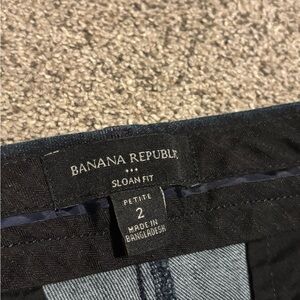 BANANA REPUBLIC
SLOAN FIT
PETITE
2
MADE IN
BANGLADESH